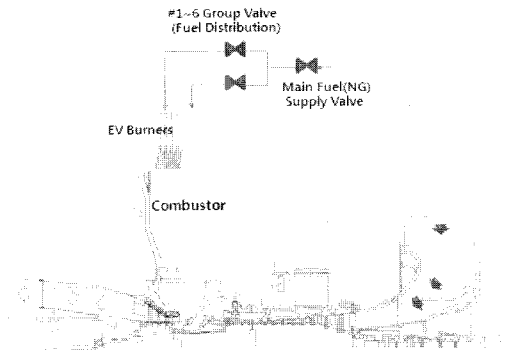 #1~6 Group Valve
(Fuel Distribution)
Main Fuel(NG)
Supply Valve
EV Burners
Combustor